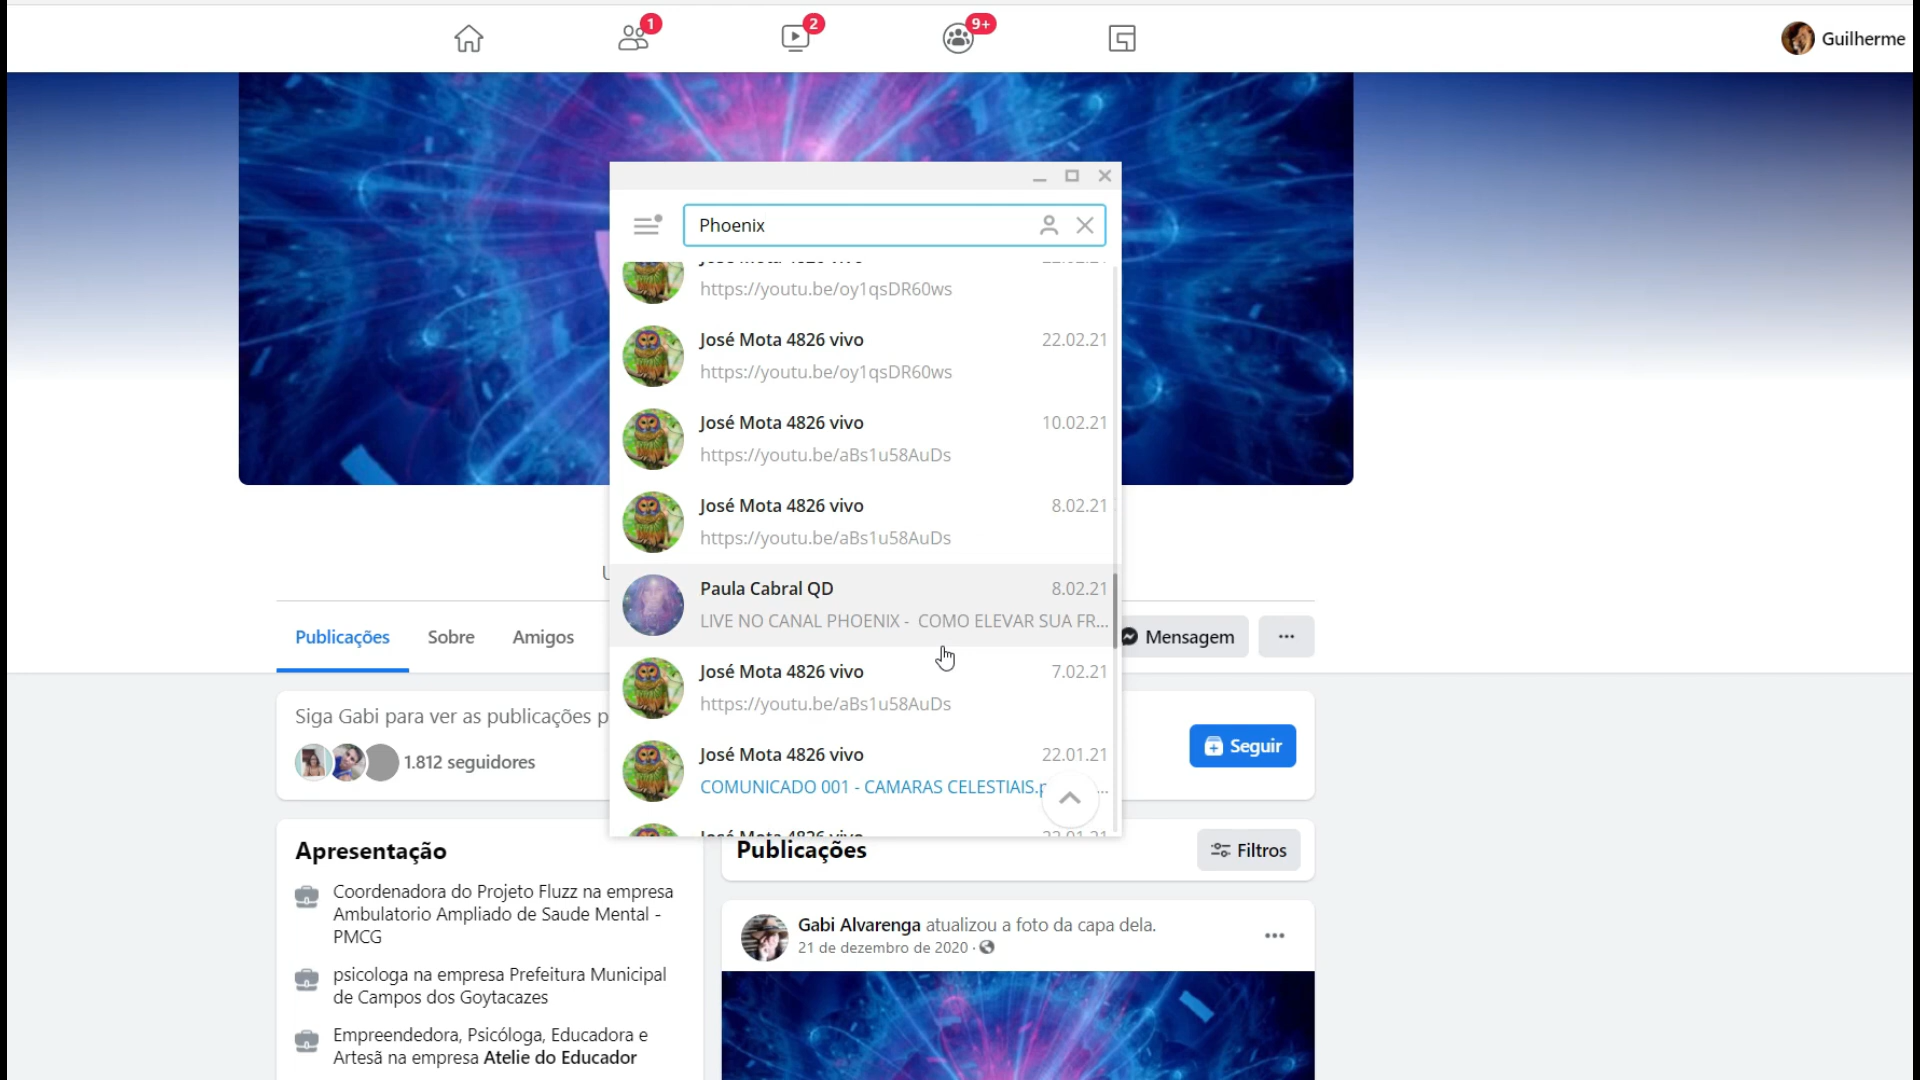 1
2
9+
Guilherme
Phoenix
https://youtu.be/oy1qsDR60ws
José Mota 4826 vivo
22.02.21
https://youtu.be/oy1qsDR60ws
José Mota 4826 vivo
10.02.21
https://youtu.be/aBs1u58AuDs
José Mota 4826 vivo
8.02.21
https://youtu.be/aBs1u58AuDs
Paula Cabral QD
8.02.21
LIVE NO CANAL PHOENIX - COMO ELEVAR SUA FR...
José Mota 4826 vivo
7.02.21
https://youtu.be/aBs1u58AuDs
José Mota 4826 vivo
22.01.21
COMUNICADO 001 - CAMARAS CELESTIAIS.p
José Mota 4826 vivo
22.01.21
Publicações
Sobre
Amigos
Mensagem
Siga Gabi para ver as publicações p
1.812 seguidores
Seguir
Apresentação
Coordenadora do Projeto Fluzz na empresa
Ambulatorio Ampliado de Saude Mental -
PMCG
psicologa na empresa Prefeitura Municipal
de Campos dos Goytacazes
Empreendedora, Psicóloga, Educadora e
Artesã na empresa Atelie do Educador
Publicações
Filtros
Gabi Alvarenga atualizou a foto da capa dela.
21 de dezembro de 2020 ·